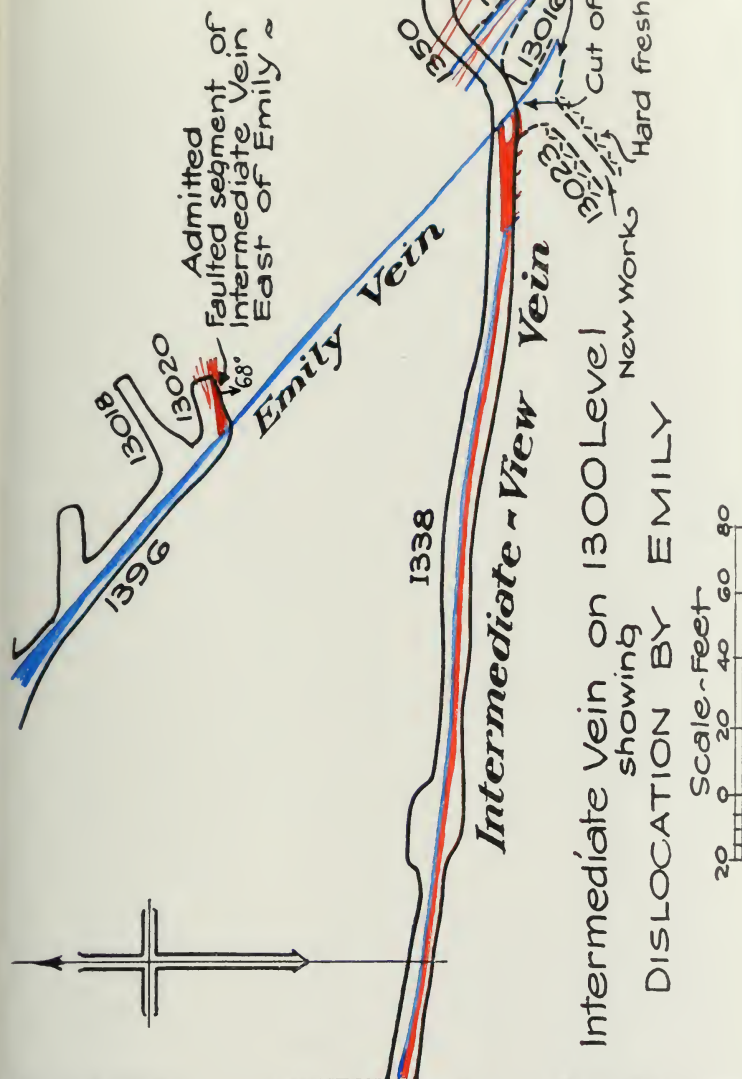 1350
13016
Cut of
Hard fresh
13023
New Work
Admitted
Faulted segment of
Intermediate Vein
East of Emily
13018
13020
68°
1396
Emily Vein
1338
Intermediate-View Vein
Intermediate Vein on 1300 Level
showing
DISLOCATION BY EMILY
Scale-Feet
20 0 20 40 60 80